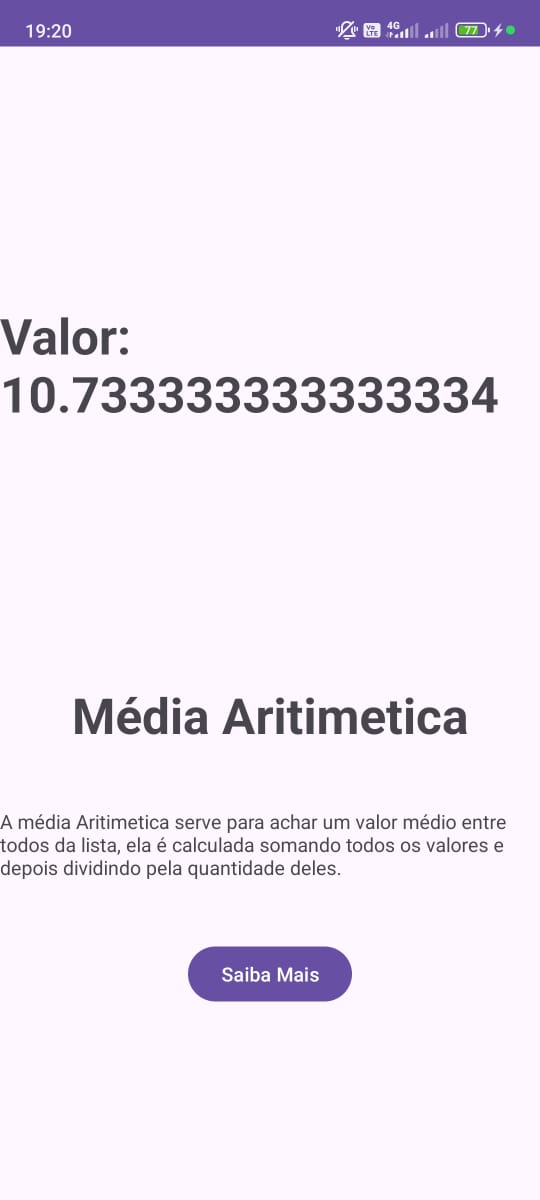 19:20
Vo LTE 4G 77
Valor:
10.733333333333334
Média Aritimetica
A média Aritimetica serve para achar um valor médio entre
todos da lista, ela é calculada somando todos os valores e
depois dividindo pela quantidade deles.
Saiba Mais